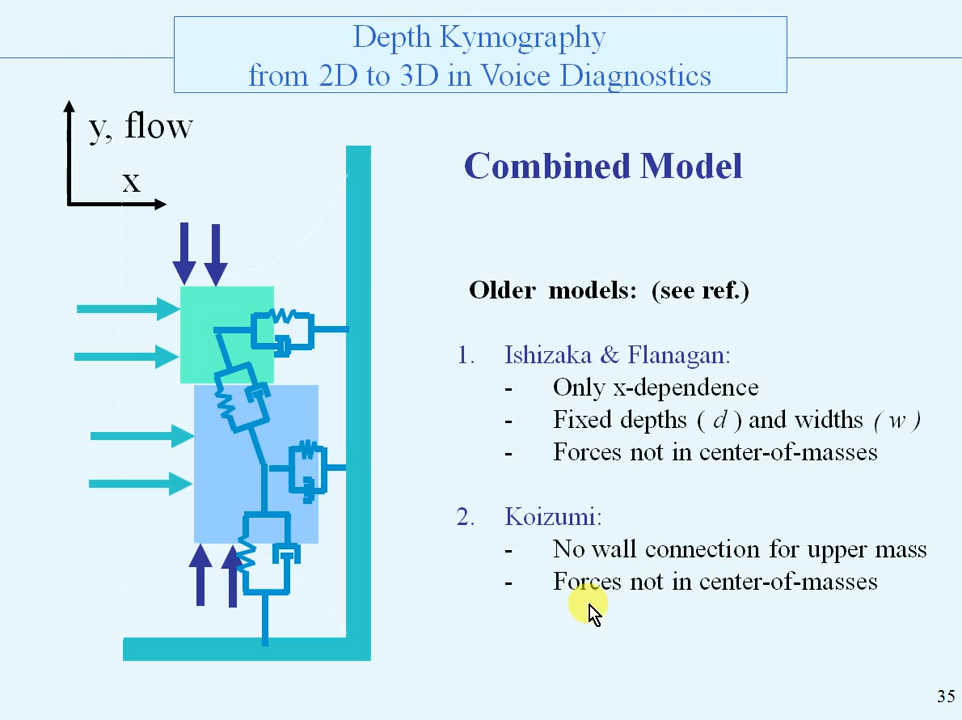 Depth Kymography
from 2D to 3D in Voice Diagnostics
y, flow
x
Combined Model
Older models: (see ref.)
1. Ishizaka & Flanagan:
- Only x-dependence
- Fixed depths ( d ) and widths ( w )
- Forces not in center-of-masses
2. Koizumi:
- No wall connection for upper mass
- Forces not in center-of-masses
35